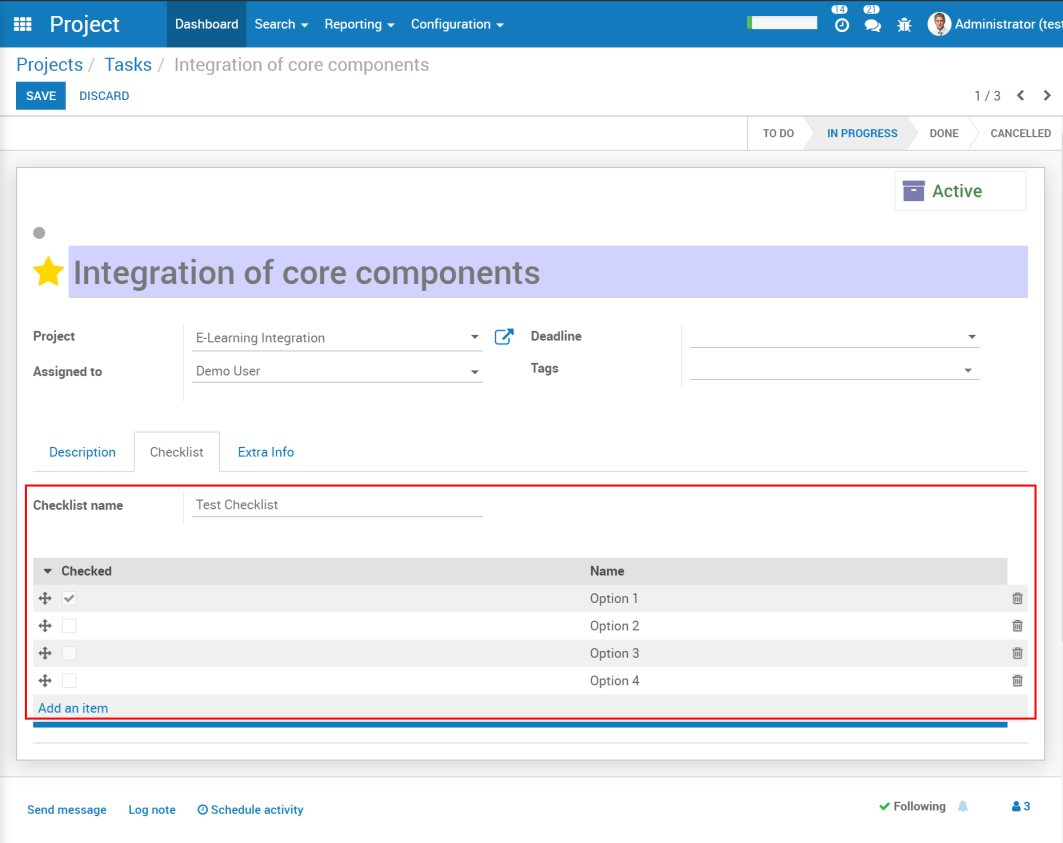 Project Dashboard Search Reporting Configuration 14 21 Administrator (test
Projects / Tasks / Integration of core components
SAVE DISCARD 1 / 3
TO DO IN PROGRESS DONE CANCELLED
Active
Integration of core components
Project E-Learning Integration Deadline
Assigned to Demo User Tags
Description Checklist Extra Info
Checklist name Test Checklist
Checked Name
Option 1
Option 2
Option 3
Option 4
Add an item
Send message Log note Schedule activity Following 3